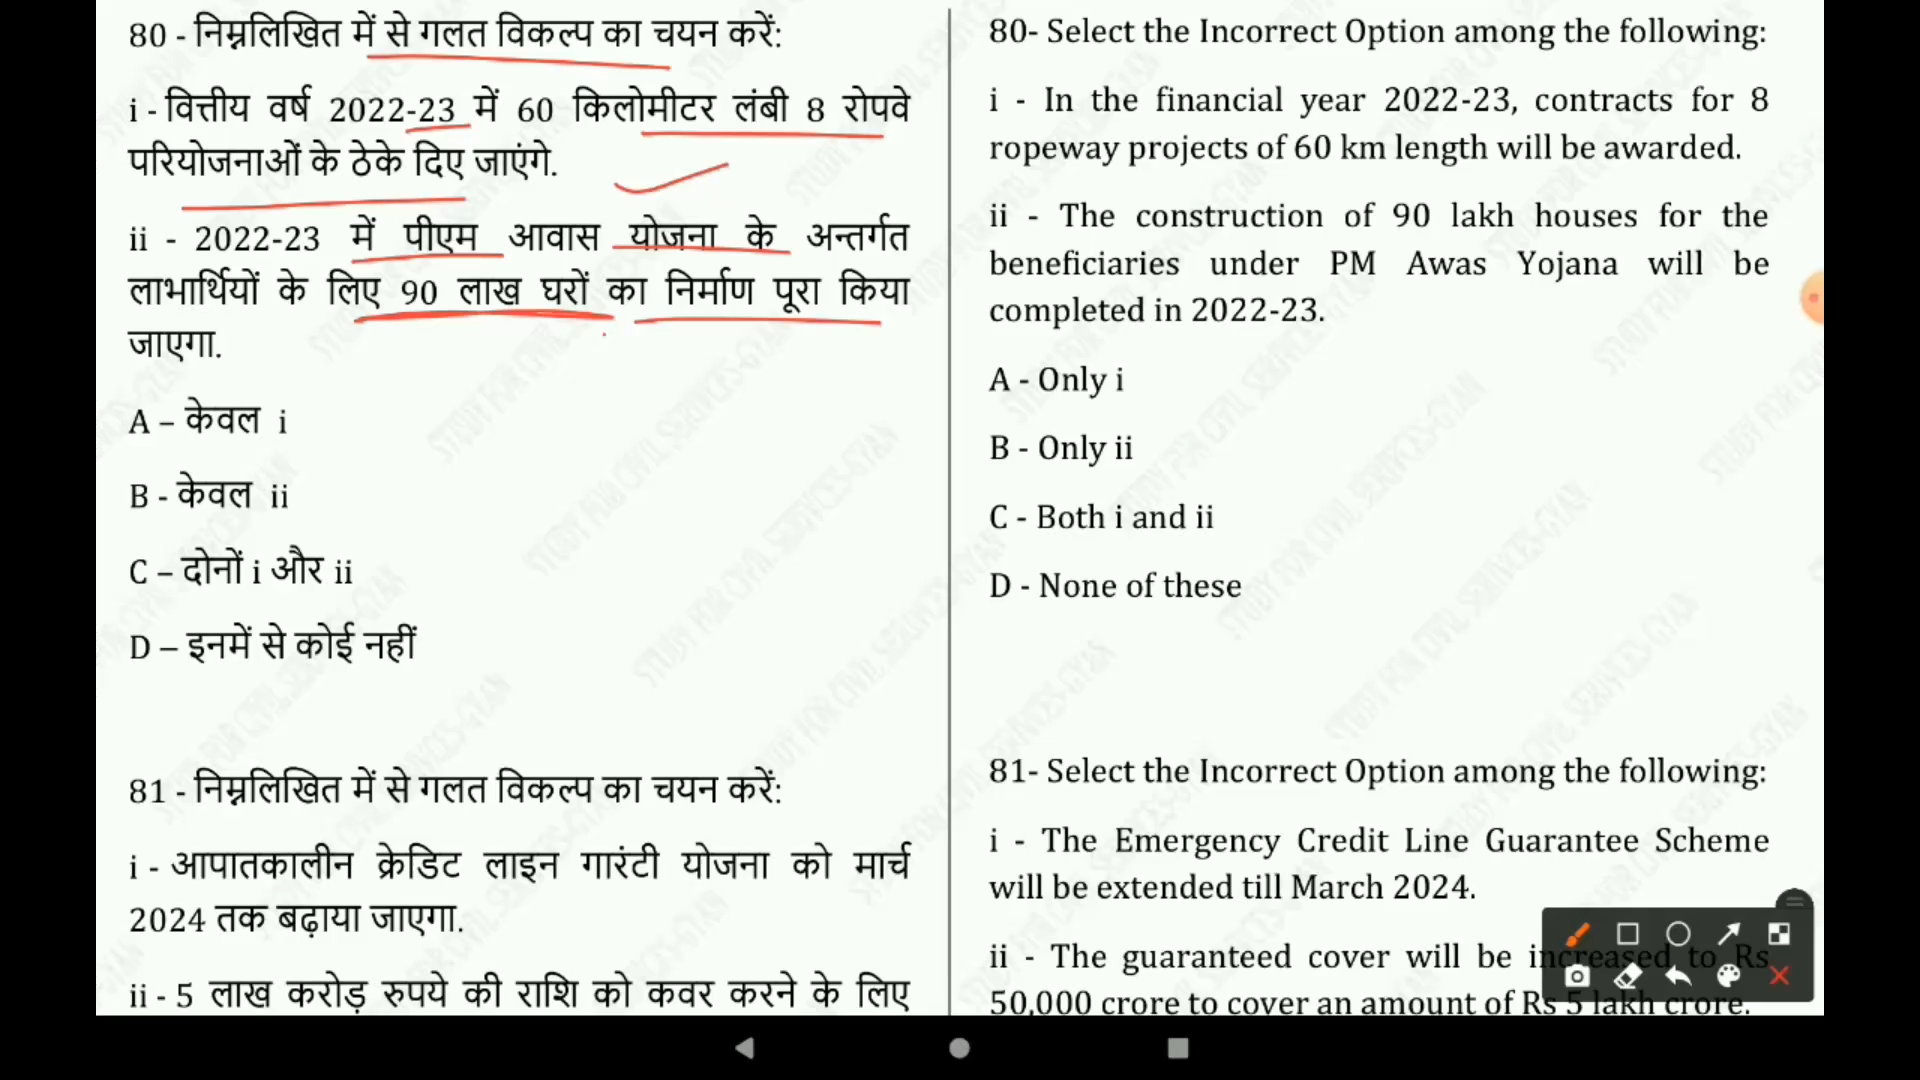 80 - निम्नलिखित में से गलत विकल्प का चयन करें:
i - वित्तीय वर्ष 2022-23 में 60 किलोमीटर लंबी 8 रोपवे
परियोजनाओं के ठेके दिए जाएंगे.
ii - 2022-23 में पीएम आवास योजना के अन्तर्गत
लाभार्थियों के लिए 90 लाख घरों का निर्माण पूरा किया
जाएगा.
A – केवल i
B - केवल ii
C – दोनों i और ii
D – इनमें से कोई नहीं
81 - निम्नलिखित में से गलत विकल्प का चयन करें:
i - आपातकालीन क्रेडिट लाइन गारंटी योजना को मार्च
2024 तक बढ़ाया जाएगा.
ii - 5 लाख करोड़ रुपये की राशि को कवर करने के लिए
80- Select the Incorrect Option among the following:
i - In the financial year 2022-23, contracts for 8
ropeway projects of 60 km length will be awarded.
ii - The construction of 90 lakh houses for the
beneficiaries under PM Awas Yojana will be
completed in 2022-23.
A - Only i
B - Only ii
C - Both i and ii
D - None of these
81- Select the Incorrect Option among the following:
i - The Emergency Credit Line Guarantee Scheme
will be extended till March 2024.
ii - The guaranteed cover will be increased to Rs
50,000 crore to cover an amount of Rs 5 lakh crore.
STUDY FOR CIVIL SERVICES-GYAN